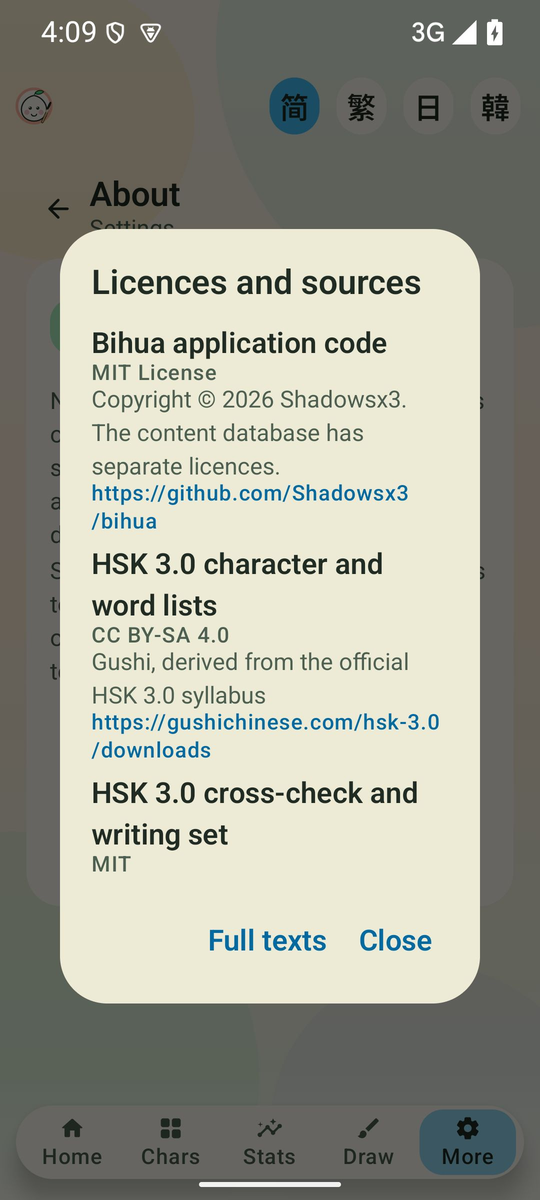 4:09
3G
简 繁 日 韓
About
Settings
Licences and sources
Bihua application code
MIT License
Copyright © 2026 Shadowsx3.
The content database has
separate licences.
https://github.com/Shadowsx3
/bihua
HSK 3.0 character and
word lists
CC BY-SA 4.0
Gushi, derived from the official
HSK 3.0 syllabus
https://gushichinese.com/hsk-3.0
/downloads
HSK 3.0 cross-check and
writing set
MIT
Full texts Close
Home Chars Stats Draw More